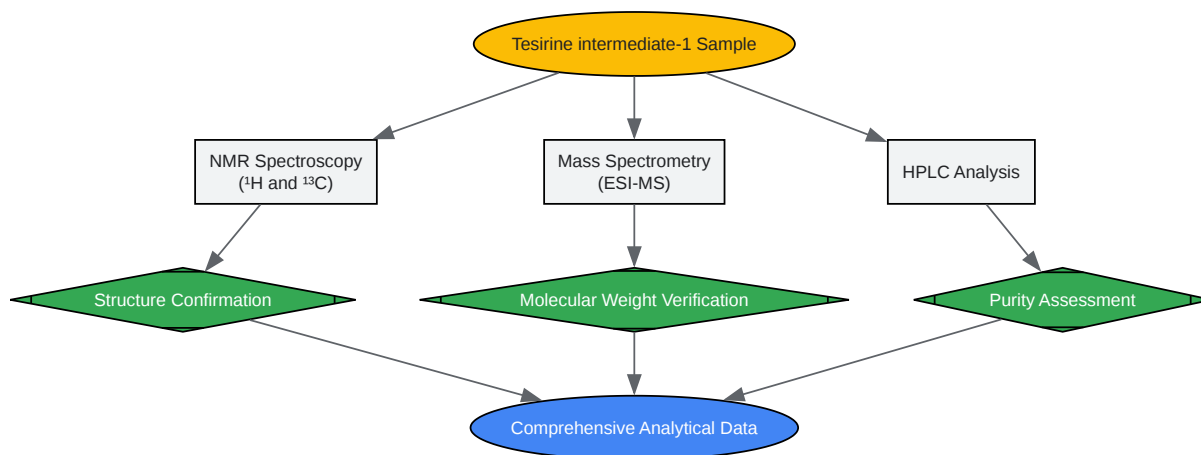 Tesirine intermediate-1 Sample
NMR Spectroscopy
(¹H and ¹³C)
Mass Spectrometry
(ESI-MS)
HPLC Analysis
Structure Confirmation
Molecular Weight Verification
Purity Assessment
Comprehensive Analytical Data